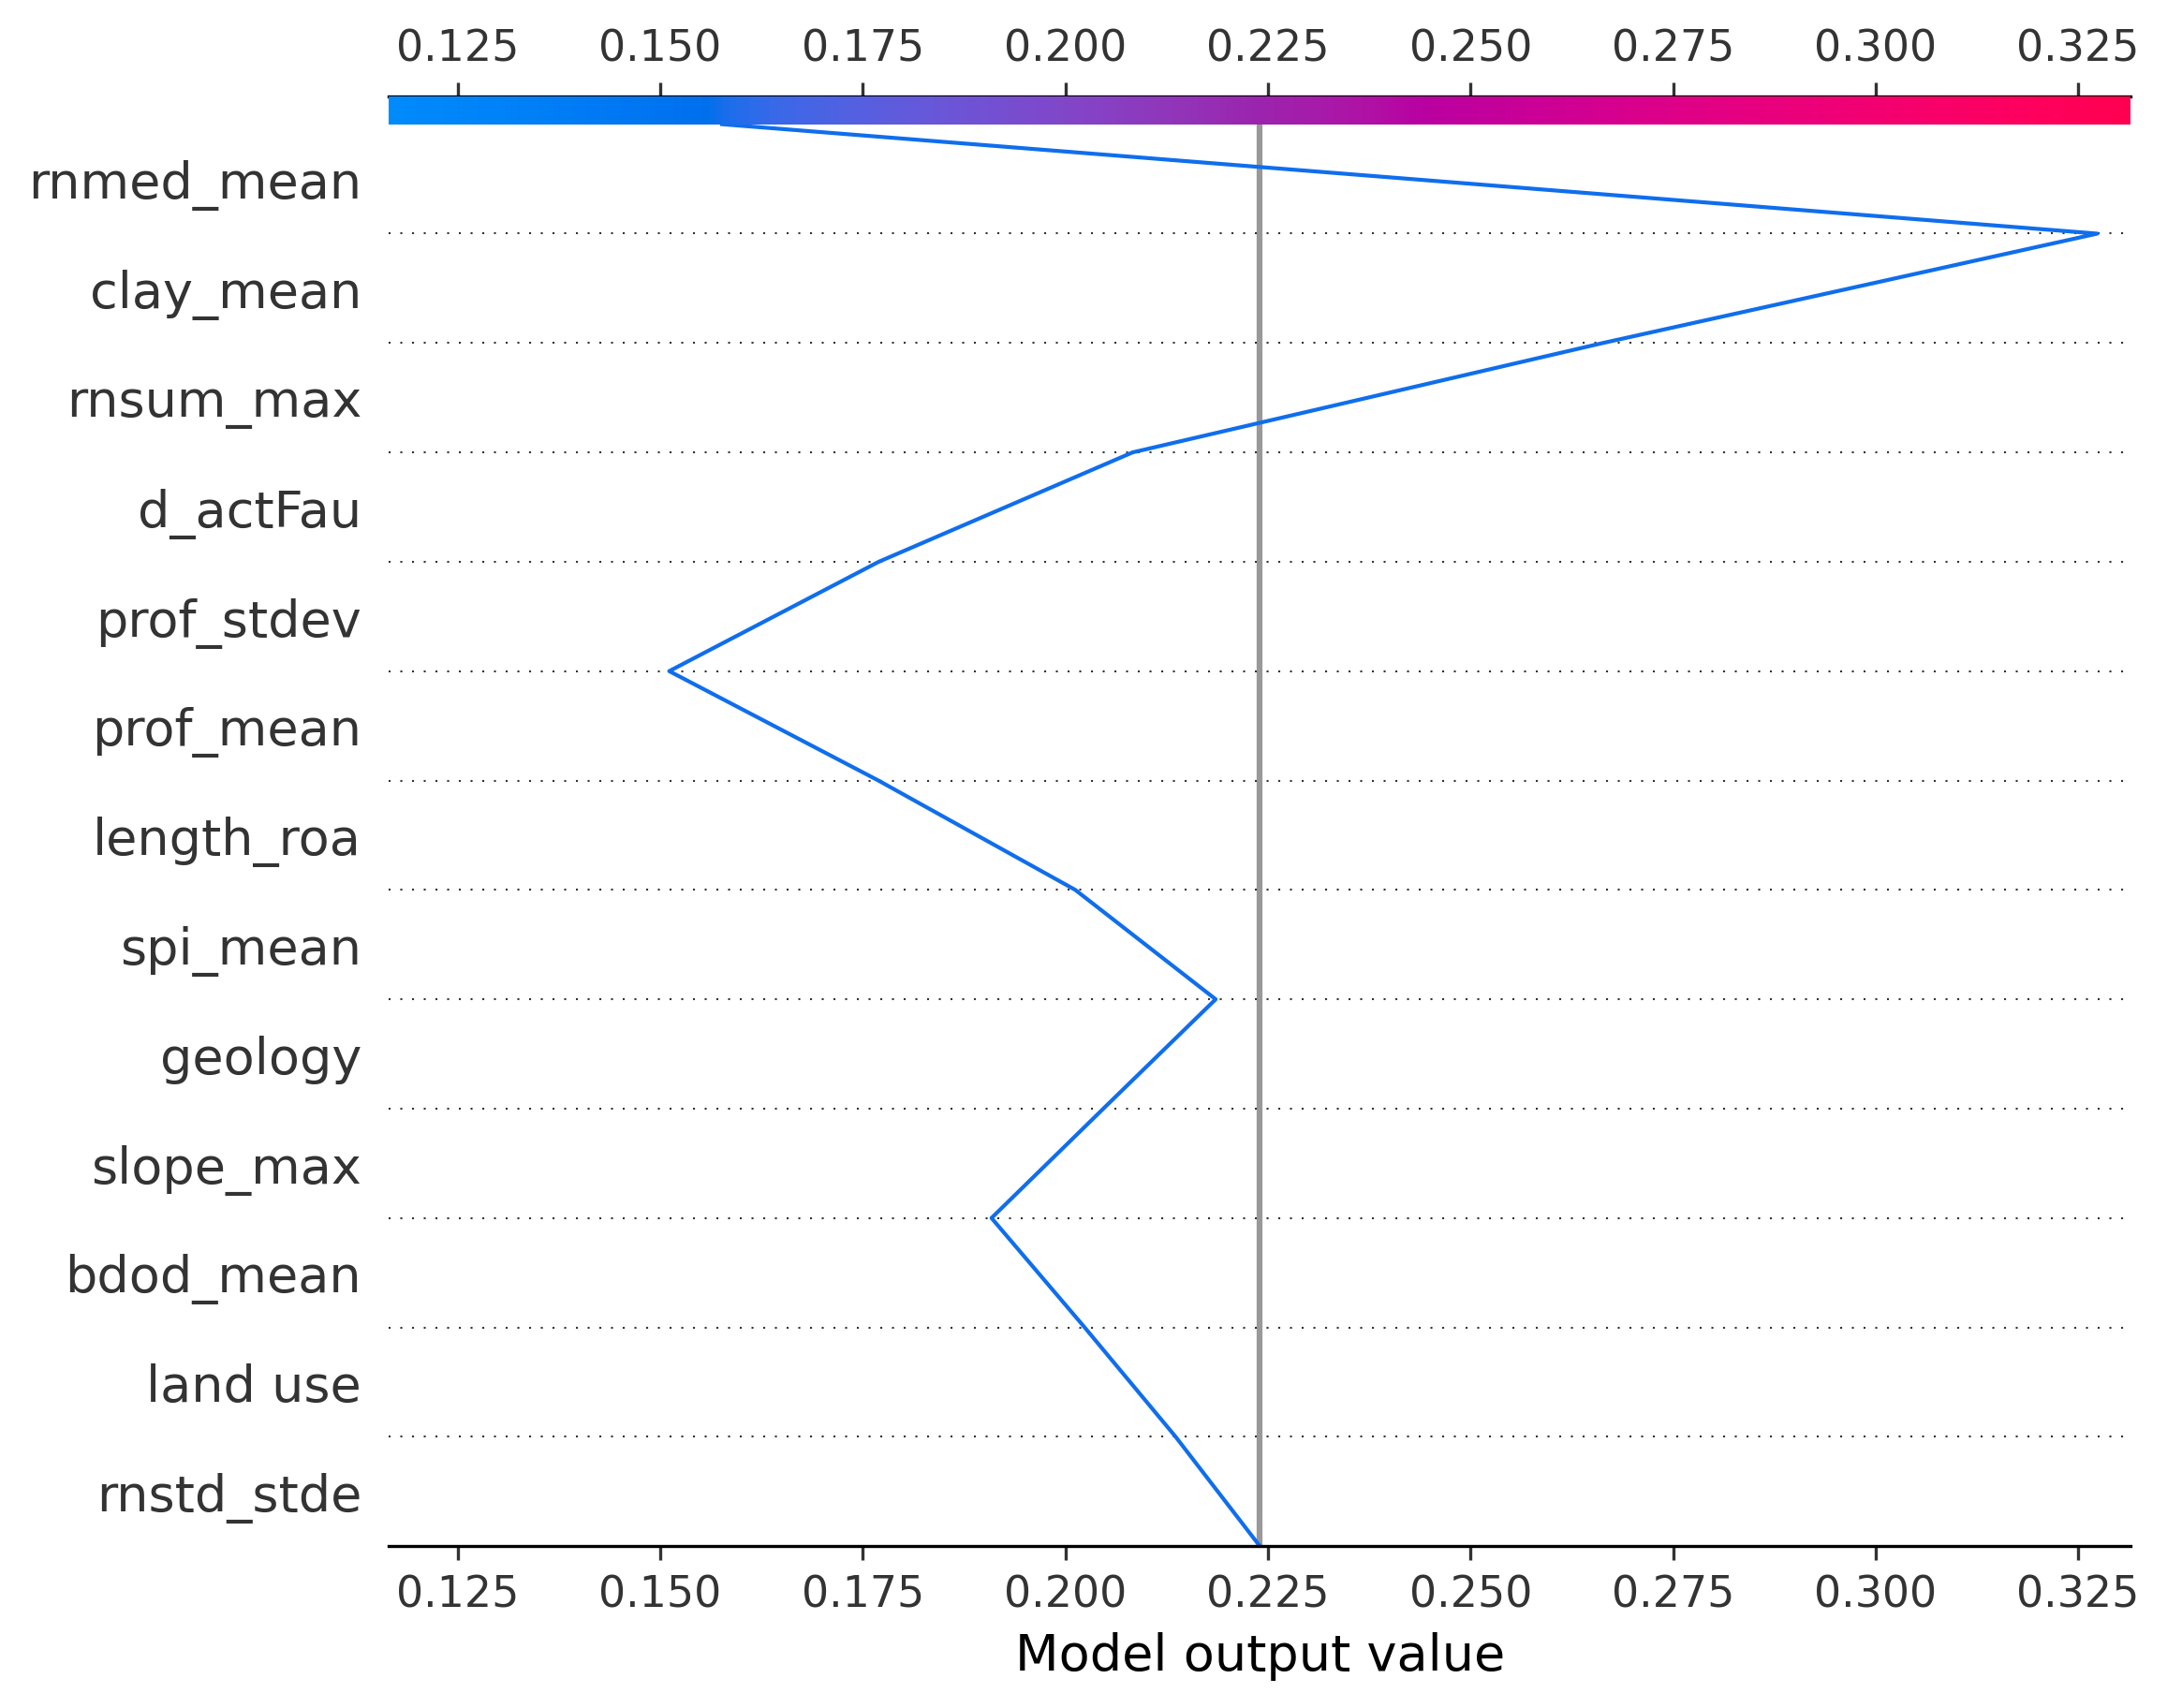 0.125 0.150 0.175 0.200 0.225 0.250 0.275 0.300 0.325
rnmed_mean
clay_mean
rnsum_max
d_actFau
prof_stdev
prof_mean
length_roa
spi_mean
geology
slope_max
bdod_mean
land use
rnstd_stde
0.125 0.150 0.175 0.200 0.225 0.250 0.275 0.300 0.325
Model output value